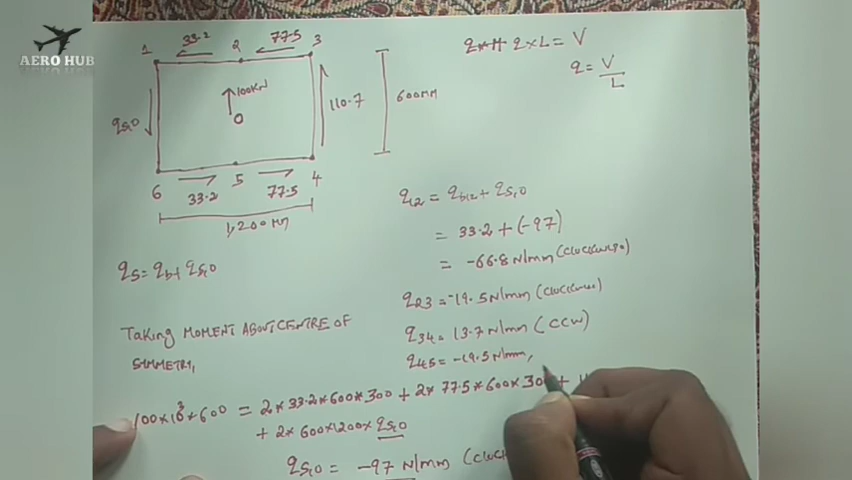 AERO HUB
1 33.2 2 77.5 3
q×L = V
q = V/L
100KN
0
qs,0
110.7
600MM
6 33.2 5 77.5 4
1,200 MM
q12 = qb12 + qs,0
= 33.2 + (-97)
= -66.8 N/mm (CLOCKWISE)
qs = qb + qs,0
q23 = -19.5 N/mm (CLOCKWISE)
q34 = 13.7 N/mm (CCW)
q45 = -19.5 N/mm,
TAKING MOMENT ABOUT CENTRE OF
SYMMETRY,
100×10³×600 = 2*33.2*600*300 + 2*77.5*600*300 +
+ 2*600×1200×qs,0
qs,0 = -97 N/mm